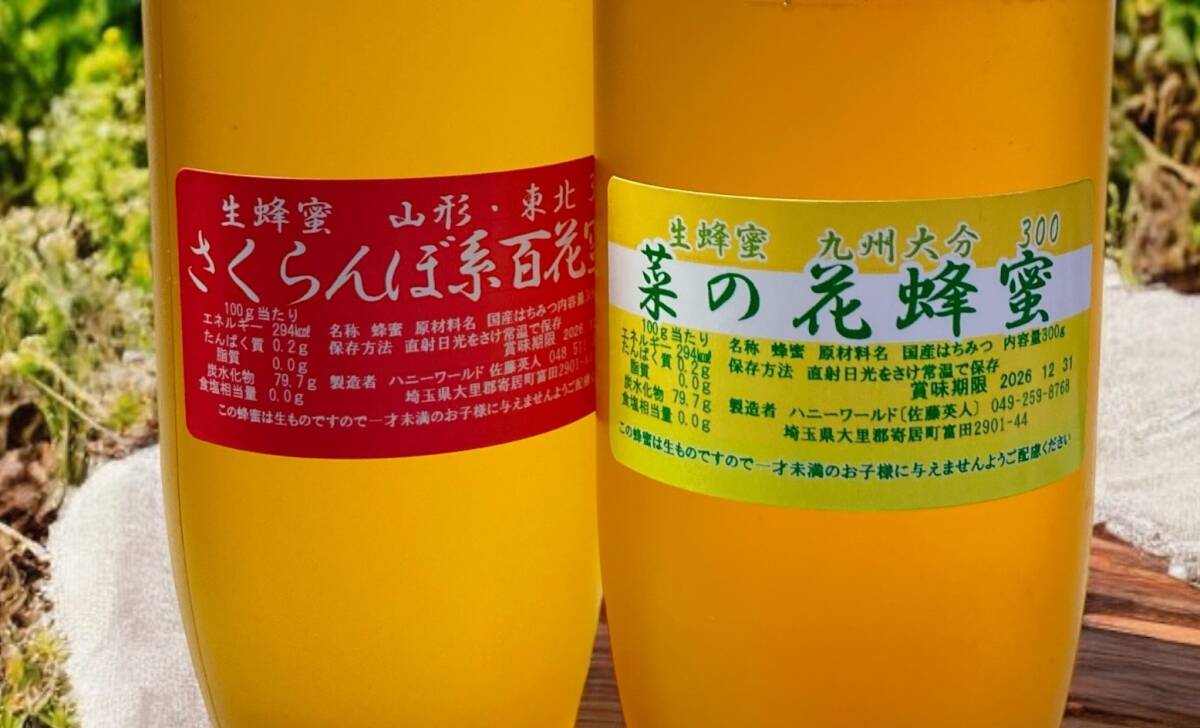 生蜂蜜 山形・東北
さくらんぼ系百花蜜
100g当たり
エネルギー 294kcal
たんぱく質 0.2g
脂質 0.0g
炭水化物 79.7g
食塩相当量 0.0g
名称 蜂蜜 原材料名 国産はちみつ 内容量
保存方法 直射日光をさけ常温で保存
賞味期限 2026
製造者 ハニーワールド 佐藤英人 048
埼玉県大里郡寄居町富田2901-44
この蜂蜜は生ものですので一才未満のお子様に与えませんようご配慮
生蜂蜜 九州大分 300
菜の花蜂蜜
100g当たり
エネルギー 294kcal
たんぱく質 0.2g
脂質 0.0g
炭水化物 79.7g
食塩相当量 0.0g
名称 蜂蜜 原材料名 国産はちみつ 内容量300g
保存方法 直射日光をさけ常温で保存
賞味期限 2026 12 31
製造者 ハニーワールド〔佐藤英人〕 049-259-8768
埼玉県大里郡寄居町富田2901-44
この蜂蜜は生ものですので一才未満のお子様に与えませんようご配慮ください